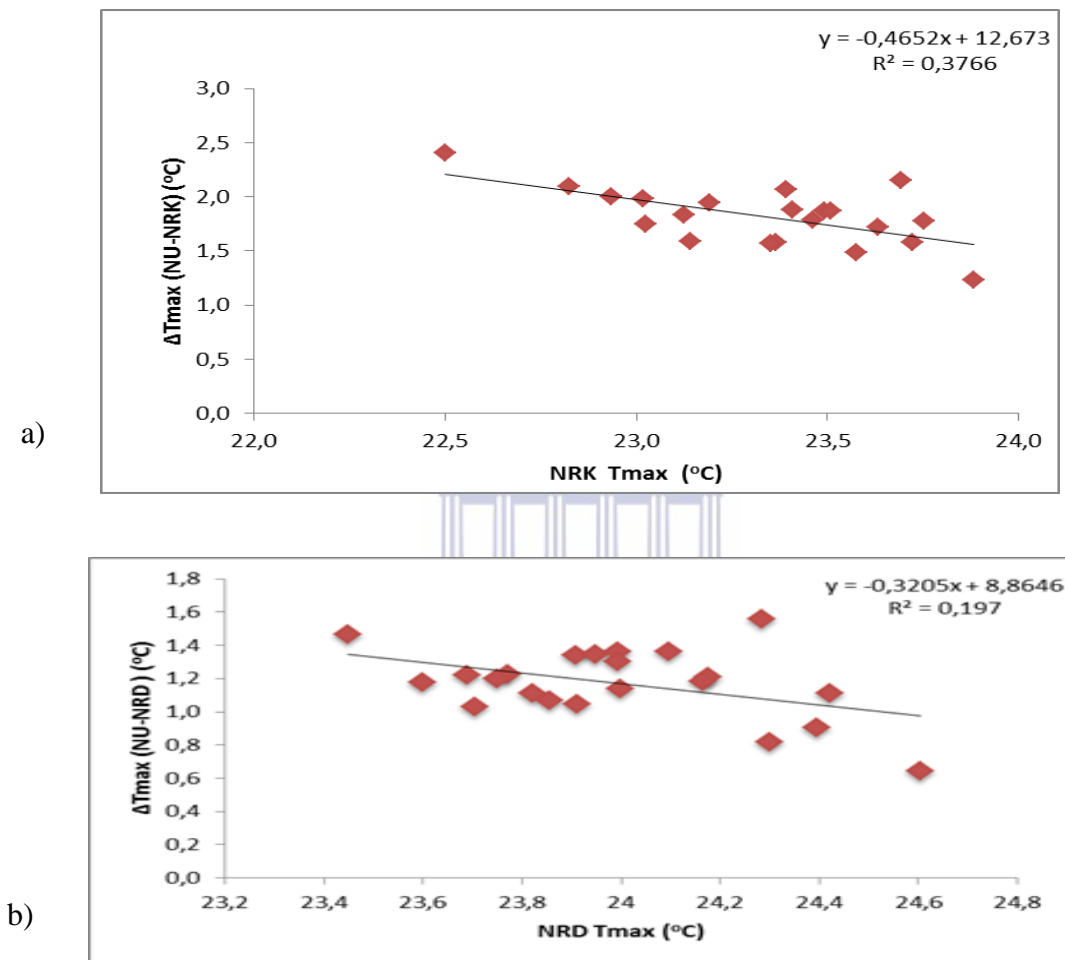 y = -0,4652x + 12,673
R² = 0,3766
3,0
2,5
2,0
1,5
1,0
0,5
0,0
22,0 22,5 23,0 23,5 24,0
ΔTmax (NU-NRK) (°C)
NRK Tmax (°C)
a)
y = -0,3205x + 8,8646
R² = 0,197
1,8
1,6
1,4
1,2
1,0
0,8
0,6
0,4
0,2
0,0
23,2 23,4 23,6 23,8 24 24,2 24,4 24,6 24,8
ΔTmax (NU-NRD) (°C)
NRD Tmax (°C)
b)